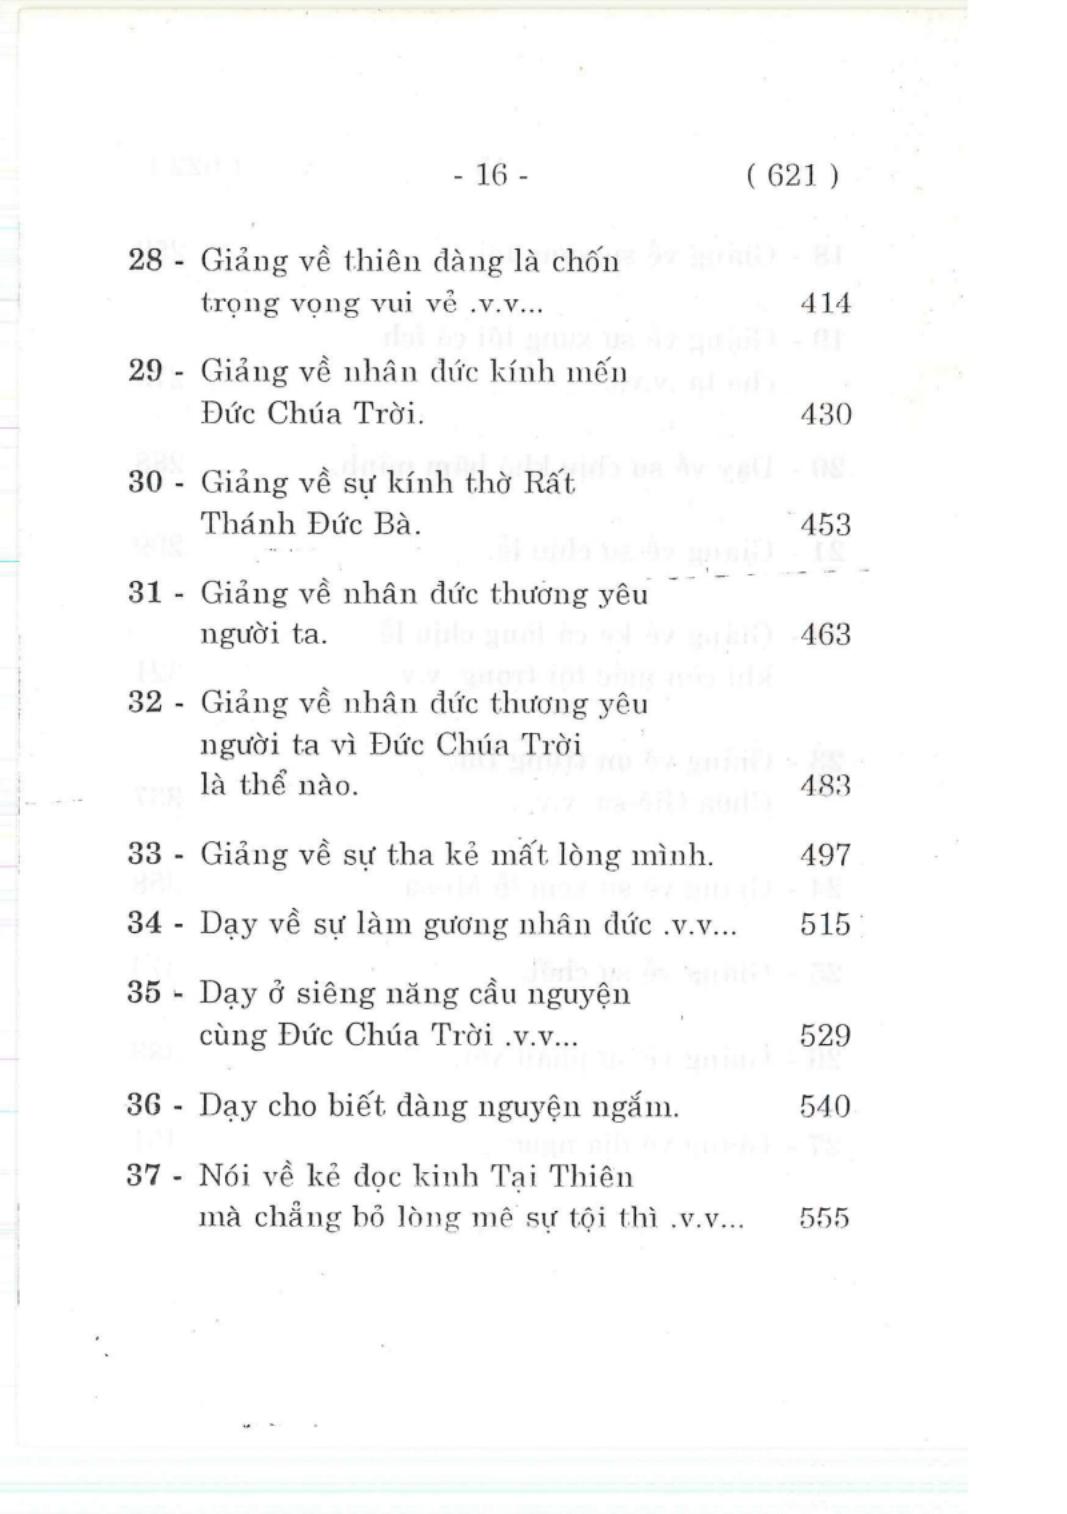 - 16 - ( 621 )
28 - Giảng về thiên đàng là chốn
trọng vọng vui vẻ .v.v... 414
29 - Giảng về nhân đức kính mến
Đức Chúa Trời. 430
30 - Giảng về sự kính thờ Rất
Thánh Đức Bà. 453
31 - Giảng về nhân đức thương yêu
người ta. 463
32 - Giảng về nhân đức thương yêu
người ta vì Đức Chúa Trời
là thể nào. 483
33 - Giảng về sự tha kẻ mất lòng mình. 497
34 - Dạy về sự làm gương nhân đức .v.v... 515
35 - Dạy ở siêng năng cầu nguyện
cùng Đức Chúa Trời .v.v... 529
36 - Dạy cho biết đàng nguyện ngắm. 540
37 - Nói về kẻ đọc kinh Tại Thiên
mà chẳng bỏ lòng mê sự tội thì .v.v... 555